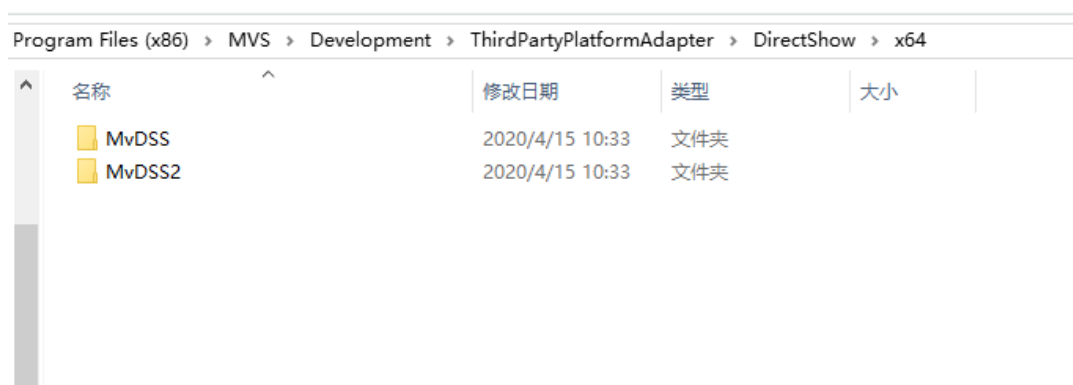 Program Files (x86) › MVS › Development › ThirdPartyPlatformAdapter › DirectShow › x64
名称 修改日期 类型 大小
MvDSS 2020/4/15 10:33 文件夹
MvDSS2 2020/4/15 10:33 文件夹